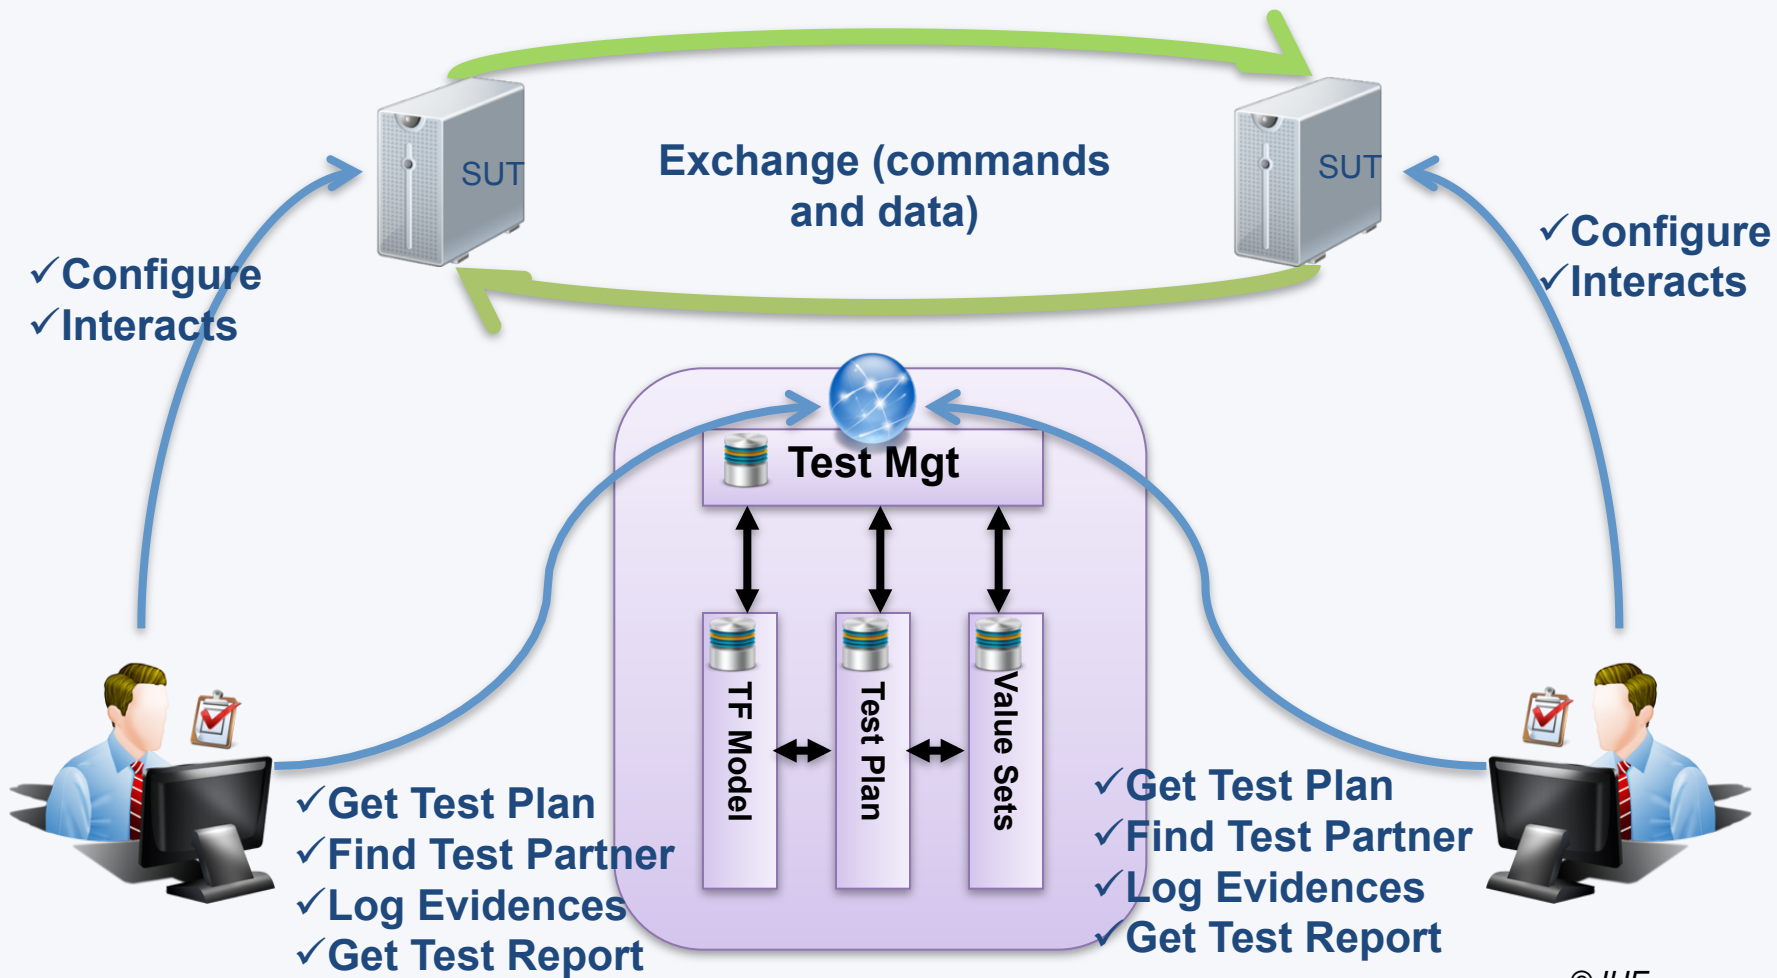 SUT
SUT
Exchange (commands
and data)
✓Configure
✓Interacts
✓Configure
✓Interacts
Test Mgt
TF Model
Test Plan
Value Sets
✓Get Test Plan
✓Find Test Partner
✓Log Evidences
✓Get Test Report
✓Get Test Plan
✓Find Test Partner
✓Log Evidences
✓Get Test Report